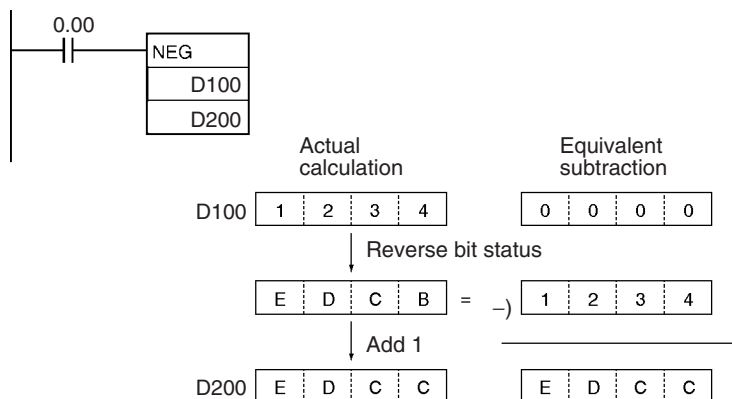 0.00
NEG
D100
D200
Actual calculation
Equivalent subtraction
D100 1 2 3 4 0 0 0 0
Reverse bit status
E D C B = –) 1 2 3 4
Add 1
D200 E D C C E D C C